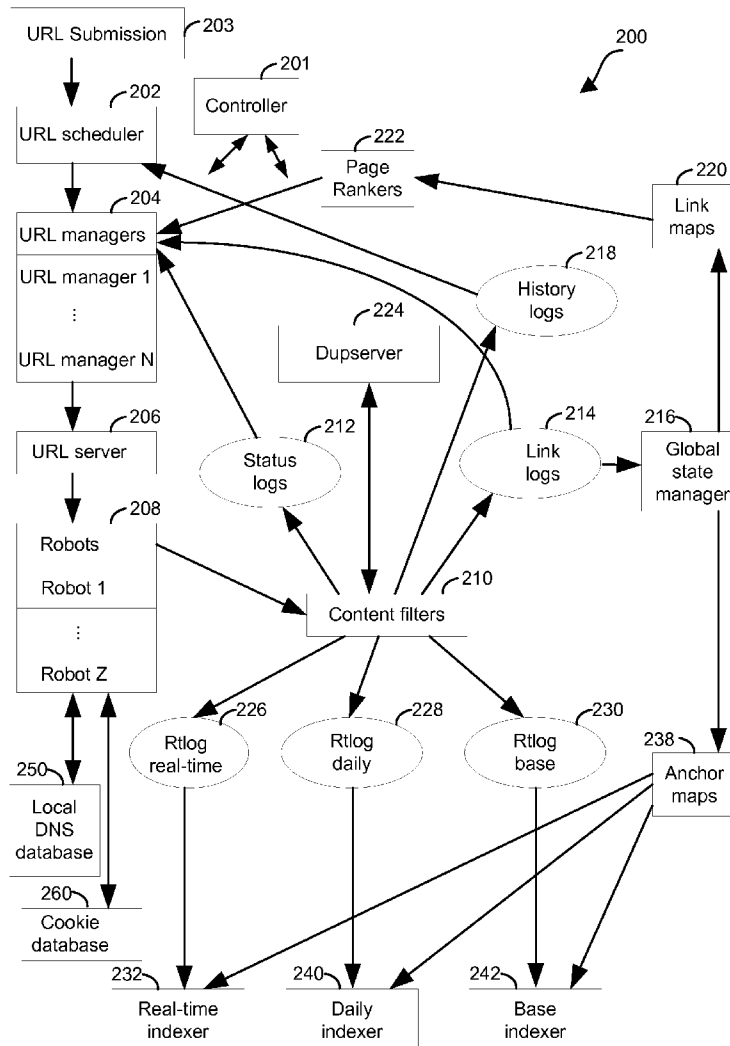 URL Submission
203
200
201
202
Controller
URL scheduler
222
Page
Rankers
220
Link
maps
204
URL managers
URL manager 1
⋮
URL manager N
218
History
logs
224
Dupserver
206
URL server
212
Status
logs
214
Link
logs
216
Global
state
manager
208
Robots
Robot 1
⋮
Robot Z
210
Content filters
226
Rtlog
real-time
228
Rtlog
daily
230
Rtlog
base
238
Anchor
maps
250
Local
DNS
database
260
Cookie
database
232
Real-time
indexer
240
Daily
indexer
242
Base
indexer